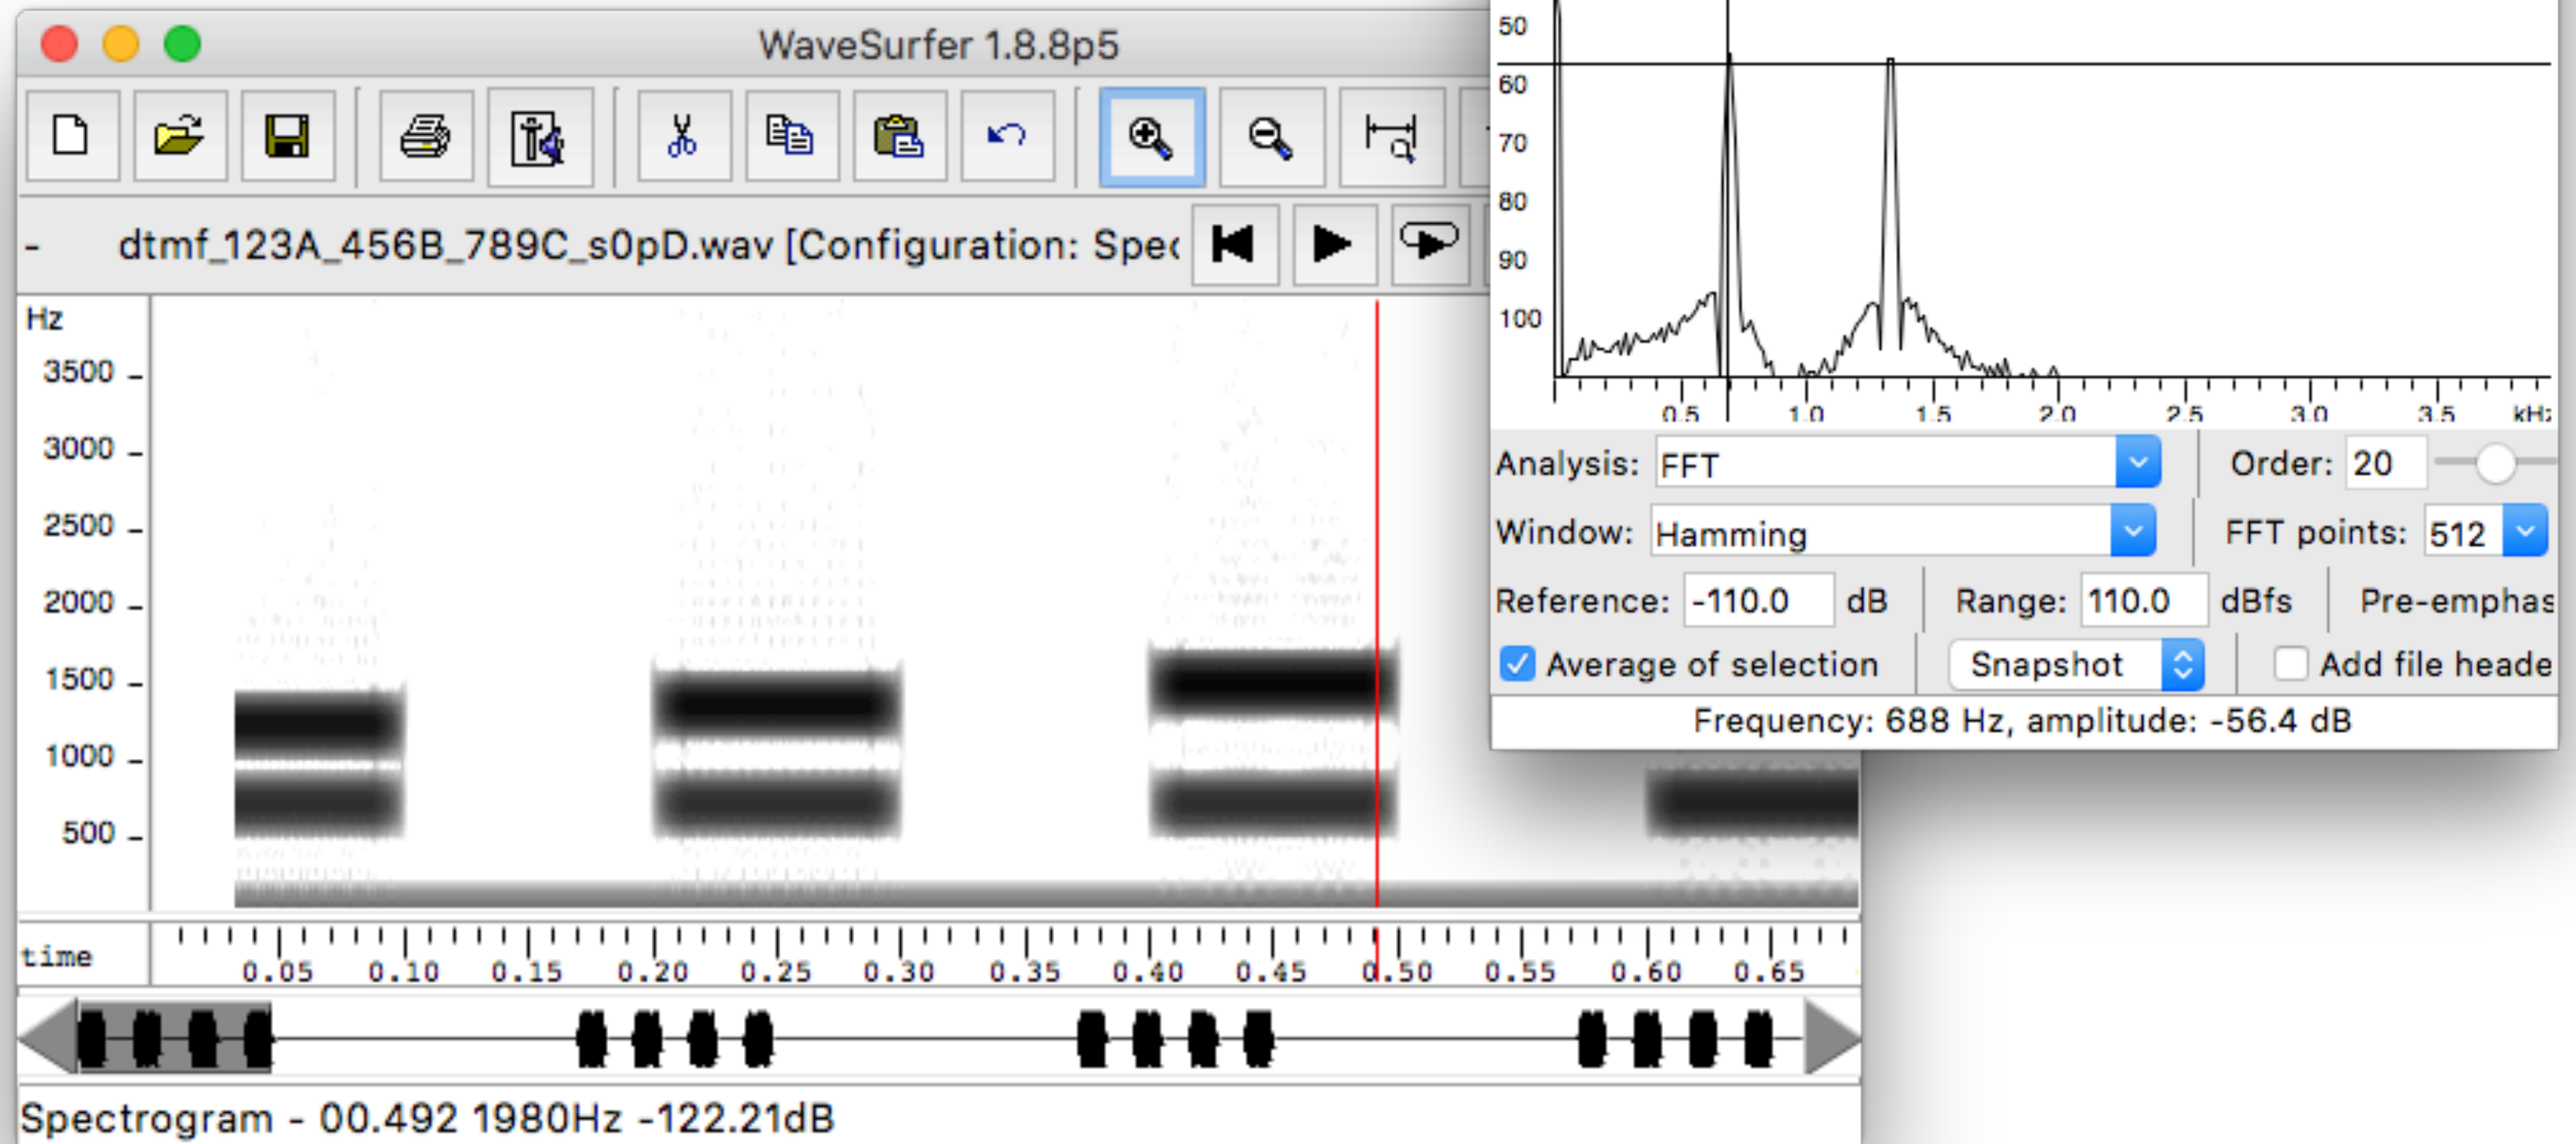 WaveSurfer 1.8.8p5
- dtmf_123A_456B_789C_s0pD.wav [Configuration: Spec
Hz
3500
3000
2500
2000
1500
1000
500
time 0.05 0.10 0.15 0.20 0.25 0.30 0.35 0.40 0.45 0.50 0.55 0.60 0.65
Spectrogram - 00.492 1980Hz -122.21dB
50
60
70
80
90
100
0.5 1.0 1.5 2.0 2.5 3.0 3.5 kHz
Analysis: FFT Order: 20
Window: Hamming FFT points: 512
Reference: -110.0 dB Range: 110.0 dBfs Pre-emphas
Average of selection Snapshot Add file heade
Frequency: 688 Hz, amplitude: -56.4 dB